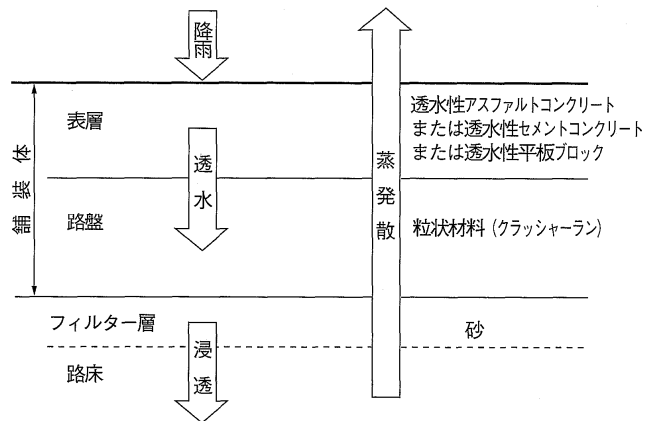 降雨
表層
透水
蒸発散
透水性アスファルトコンクリート
または透水性セメントコンクリート
または透水性平板ブロック
舗装体
路盤
粒状材料（クラッシャーラン）
フィルター層
砂
浸透
路床